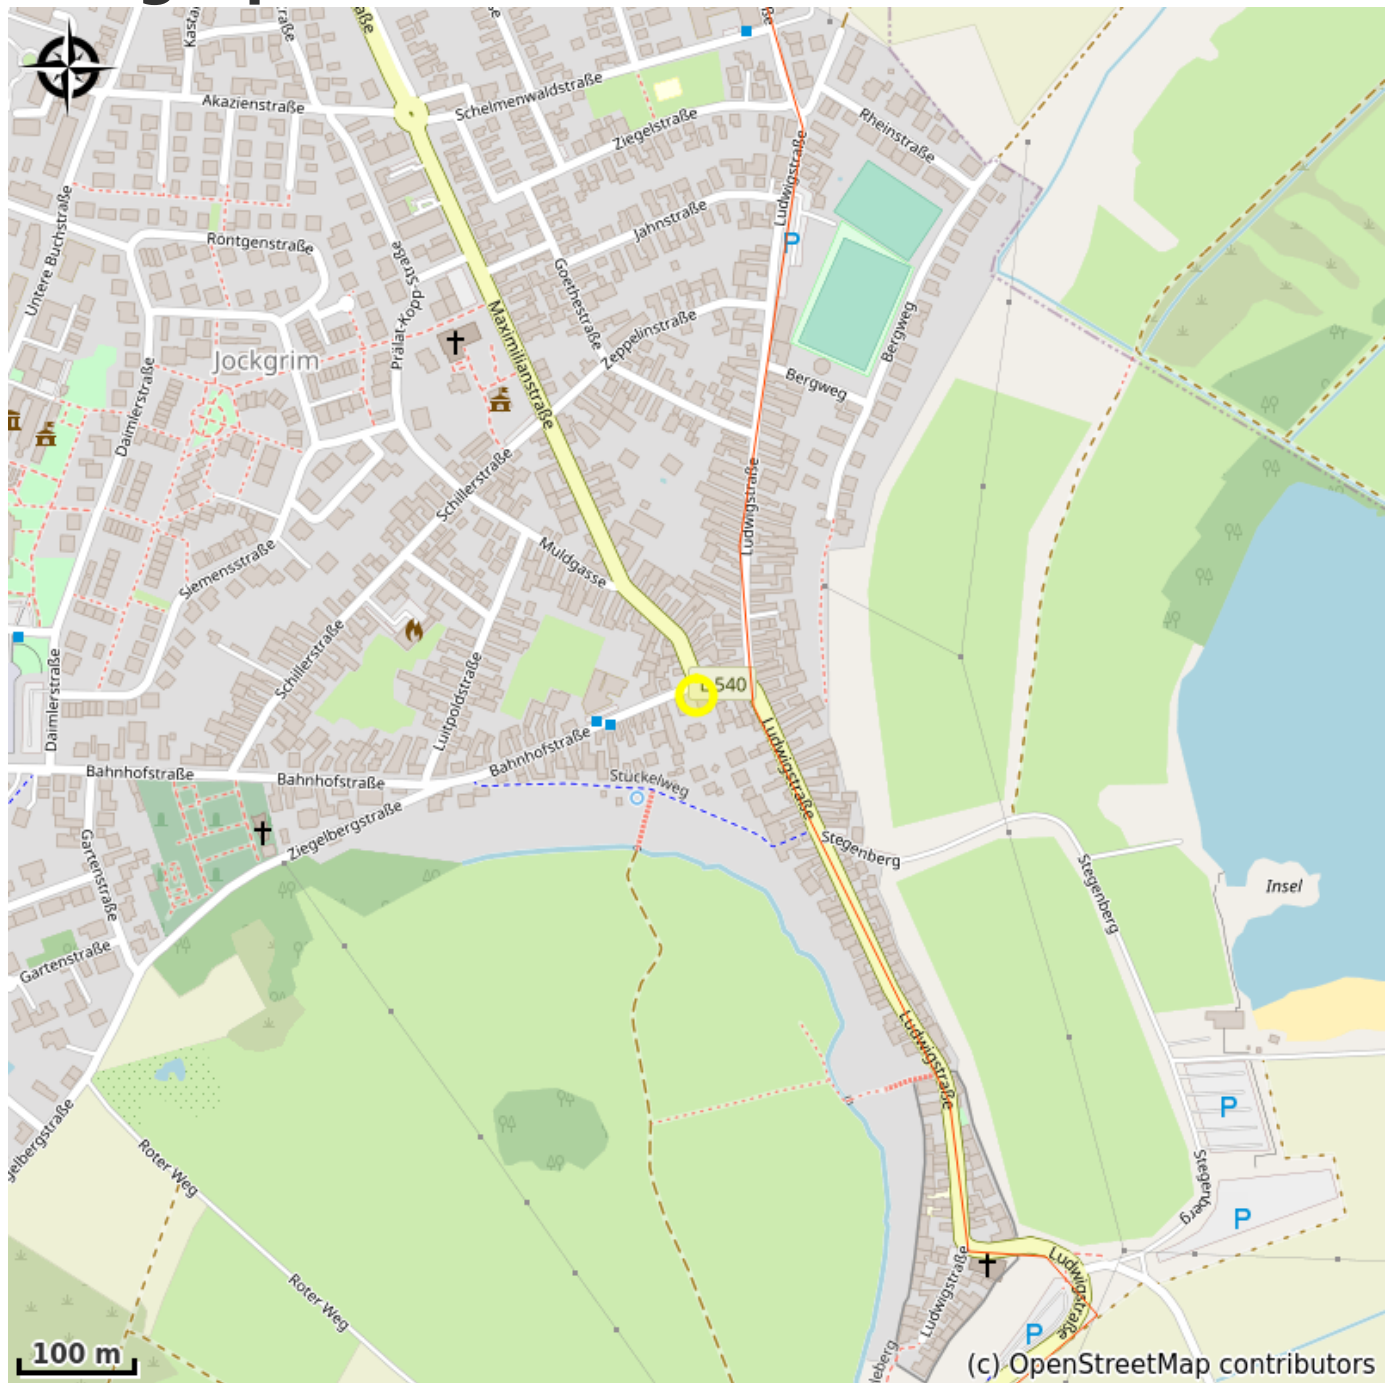 Akazienstraße
Schelmenwaldstraße
Ziegelstraße
Rheinstraße
Untere Buchstraße
Röntgenstraße
Jahnstraße
Ludwigstraße
P
Prälat-Kopp-Straße
Goethestraße
Maximilianstraße
Zeppelinstraße
Bergweg
Jockgrim
Bergweg
Daimlerstraße
Schillerstraße
Ludwigstraße
Siemensstraße
Muldgasse
Schillerstraße
Luitpoldstraße
Daimlerstraße
L 540
Ludwigstraße
Bahnhofstraße
Bahnhofstraße
Bahnhofstraße
Stückelweg
Ziegelbergstraße
Stegenberg
Gartenstraße
Stegenberg
Insel
Gartenstraße
Ludwigstraße
P
Roter Weg
Stegenberg
P
Ludwigstraße
Ludwigstraße
Roter Weg
P
100 m
(c) OpenStreetMap contributors